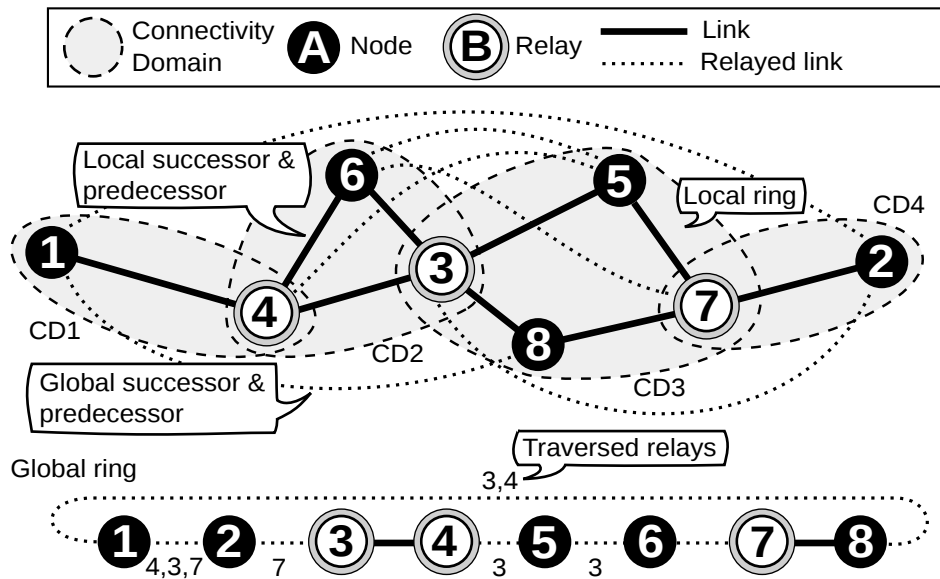 Connectivity
Domain
A
Node
B
Relay
Link
Relayed link
Local successor &
predecessor
6
5
Local ring
CD4
1
3
2
4
7
8
CD1
CD2
CD3
Global successor &
predecessor
Traversed relays
Global ring
3,4
1 2 3 4 5 6 7 8
4,3,7 7 3 3